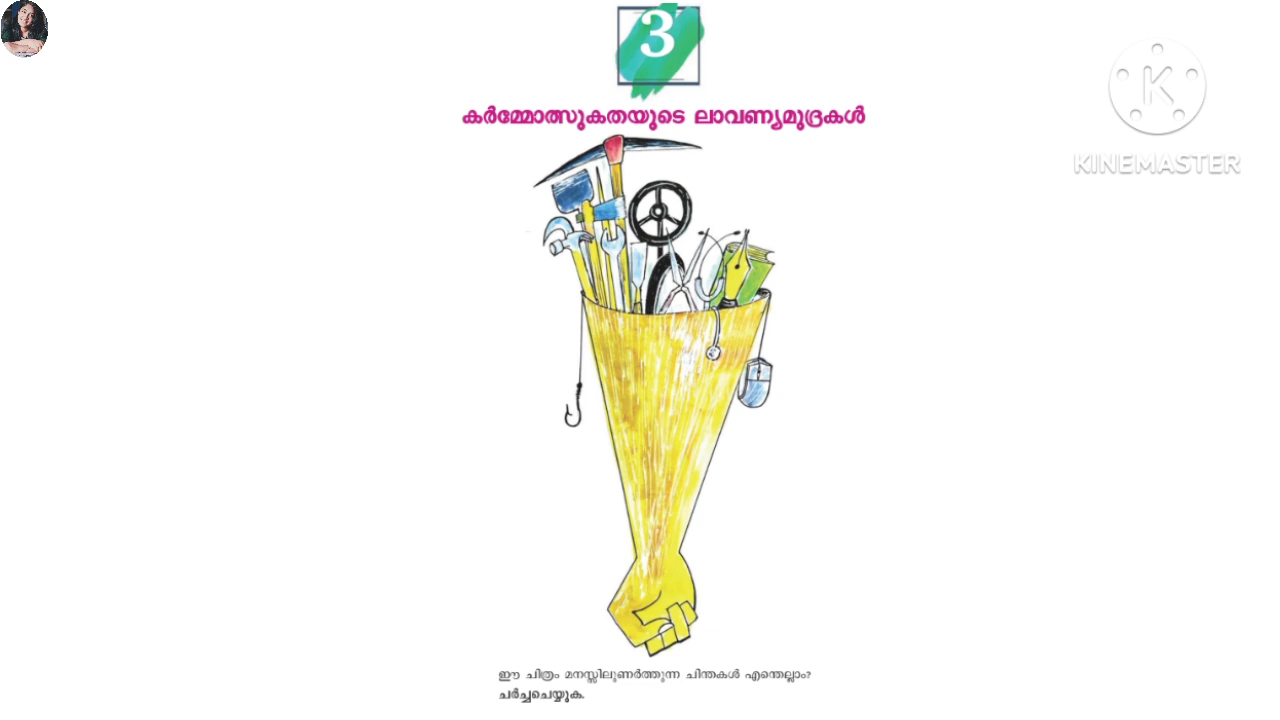 3
കർമ്മോത്സുകതയുടെ ലാവണ്യമുദ്രകൾ
KINEMASTER
ഈ ചിത്രം മനസ്സിലുണർത്തുന്ന ചിന്തകൾ എന്തെല്ലാം?
ചർച്ചചെയ്യുക.